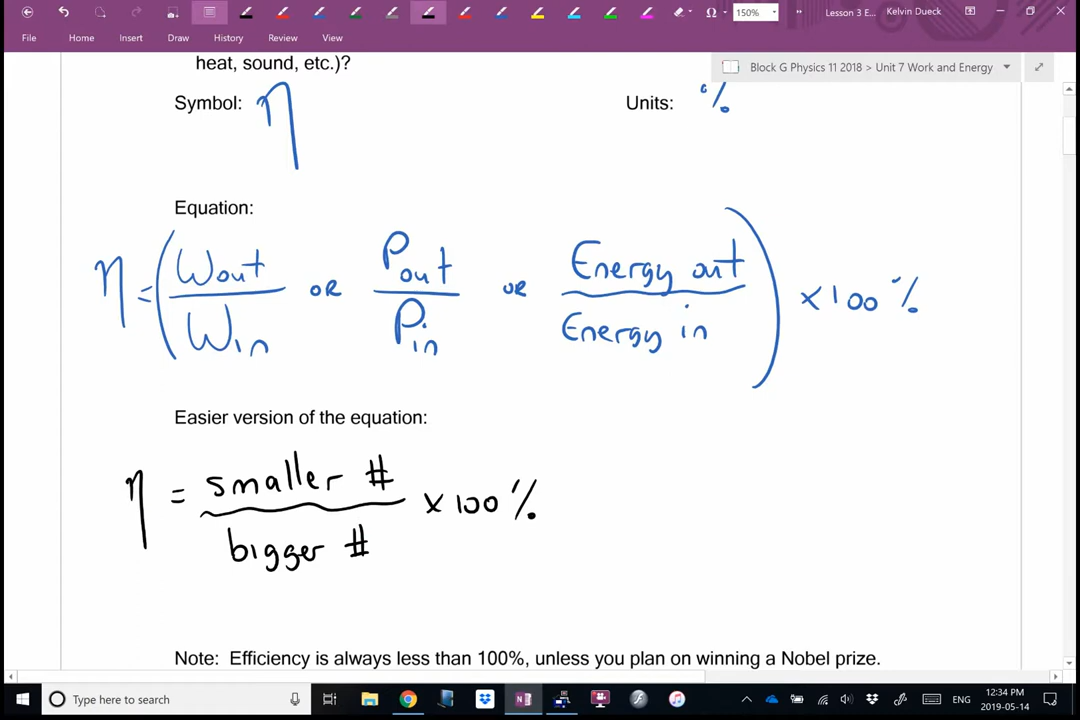 150%
Lesson 3 E...
Kelvin Dueck
File Home Insert Draw History Review View
Block G Physics 11 2018 > Unit 7 Work and Energy
heat, sound, etc.)?
Symbol: η Units: %
Equation:
η = (Wout/Win OR Pout/Pin OR Energy out/Energy in) × 100 %
Easier version of the equation:
η = smaller #/bigger # × 100 %
Note: Efficiency is always less than 100%, unless you plan on winning a Nobel prize.
Type here to search
ENG
12:34 PM
2019-05-14